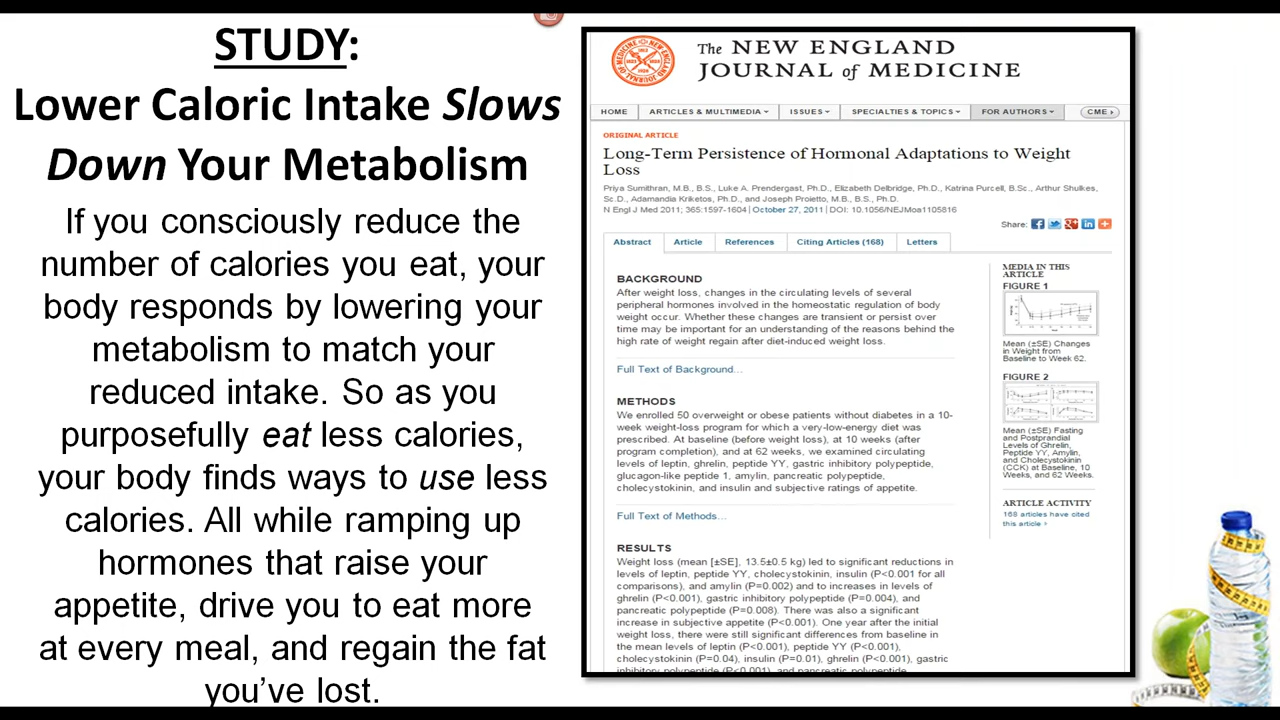 STUDY:
Lower Caloric Intake Slows
Down Your Metabolism
If you consciously reduce the
number of calories you eat, your
body responds by lowering your
metabolism to match your
reduced intake. So as you
purposefully eat less calories,
your body finds ways to use less
calories. All while ramping up
hormones that raise your
appetite, drive you to eat more
at every meal, and regain the fat
you've lost.
The NEW ENGLAND
JOURNAL of MEDICINE
HOME ARTICLES & MULTIMEDIA ISSUES SPECIALTIES & TOPICS FOR AUTHORS CME
ORIGINAL ARTICLE
Long-Term Persistence of Hormonal Adaptations to Weight
Loss
Priya Sumithran, M.B., B.S., Luke A. Prendergast, Ph.D., Elizabeth Delbridge, Ph.D., Katrina Purcell, B.Sc., Arthur Shulkes,
Sc.D., Adamandia Kriketos, Ph.D., and Joseph Proietto, M.B., B.S., Ph.D.
N Engl J Med 2011; 365:1597-1604 | October 27, 2011 | DOI: 10.1056/NEJMoa1105816
Share:
Abstract Article References Citing Articles (168) Letters
BACKGROUND
After weight loss, changes in the circulating levels of several
peripheral hormones involved in the homeostatic regulation of body
weight occur. Whether these changes are transient or persist over
time may be important for an understanding of the reasons behind the
high rate of weight regain after diet-induced weight loss.
Full Text of Background...
METHODS
We enrolled 50 overweight or obese patients without diabetes in a 10-
week weight-loss program for which a very-low-energy diet was
prescribed. At baseline (before weight loss), at 10 weeks (after
program completion), and at 62 weeks, we examined circulating
levels of leptin, ghrelin, peptide YY, gastric inhibitory polypeptide,
glucagon-like peptide 1, amylin, pancreatic polypeptide,
cholecystokinin, and insulin and subjective ratings of appetite.
Full Text of Methods...
RESULTS
Weight loss (mean [±SE], 13.5±0.5 kg) led to significant reductions in
levels of leptin, peptide YY, cholecystokinin, insulin (P<0.001 for all
comparisons), and amylin (P=0.002) and to increases in levels of
ghrelin (P<0.001), gastric inhibitory polypeptide (P=0.004), and
pancreatic polypeptide (P=0.008). There was also a significant
increase in subjective appetite (P<0.001). One year after the initial
weight loss, there were still significant differences from baseline in
the mean levels of leptin (P<0.001), peptide YY (P<0.001),
cholecystokinin (P=0.04), insulin (P=0.01), ghrelin (P<0.001), gastric
inhibitory polypeptide (P<0.001), and pancreatic polypeptide
MEDIA IN THIS
ARTICLE
FIGURE 1
Mean (±SE) Changes
in Weight from
Baseline to Week 62.
FIGURE 2
Mean (±SE) Fasting
and Postprandial
Levels of Ghrelin,
Peptide YY, Amylin,
and Cholecystokinin
(CCK) at Baseline, 10
Weeks, and 62 Weeks.
ARTICLE ACTIVITY
168 articles have cited
this article